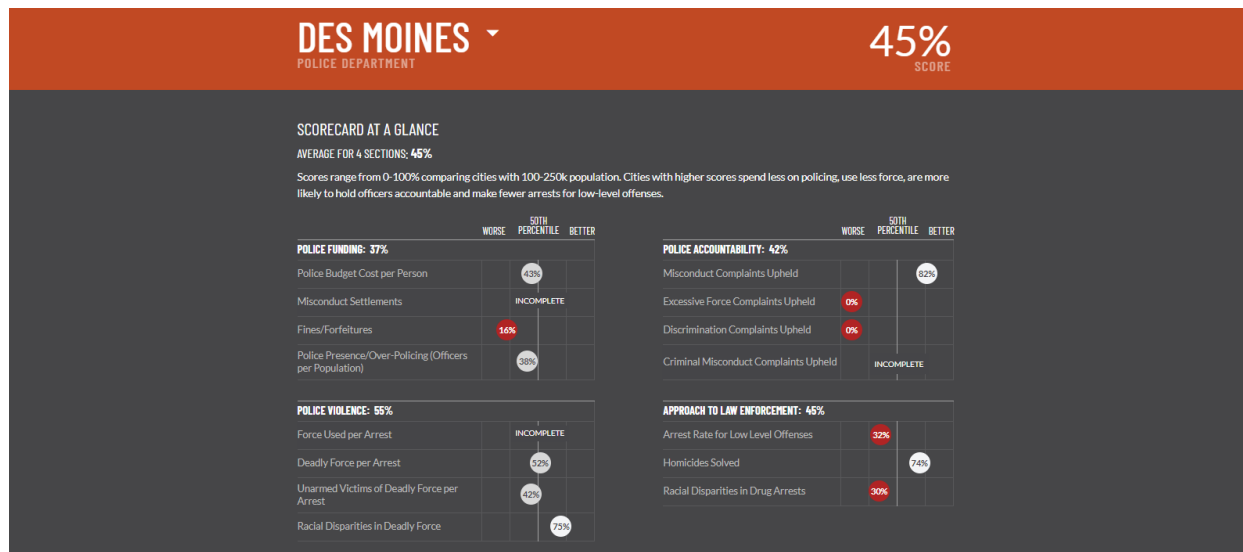 DES MOINES
POLICE DEPARTMENT
45%
SCORE
SCORECARD AT A GLANCE
AVERAGE FOR 4 SECTIONS: 45%
Scores range from 0-100% comparing cities with 100-250k population. Cities with higher scores spend less on policing, use less force, are more
likely to hold officers accountable and make fewer arrests for low-level offenses.
WORSE 50TH PERCENTILE BETTER
POLICE FUNDING: 37%
Police Budget Cost per Person 43%
Misconduct Settlements INCOMPLETE
Fines/Forfeitures 16%
Police Presence/Over-Policing (Officers
per Population) 38%
POLICE VIOLENCE: 55%
Force Used per Arrest INCOMPLETE
Deadly Force per Arrest 52%
Unarmed Victims of Deadly Force per
Arrest 42%
Racial Disparities in Deadly Force 75%
WORSE 50TH PERCENTILE BETTER
POLICE ACCOUNTABILITY: 42%
Misconduct Complaints Upheld 82%
Excessive Force Complaints Upheld 0%
Discrimination Complaints Upheld 0%
Criminal Misconduct Complaints Upheld INCOMPLETE
APPROACH TO LAW ENFORCEMENT: 45%
Arrest Rate for Low Level Offenses 32%
Homicides Solved 74%
Racial Disparities in Drug Arrests 30%